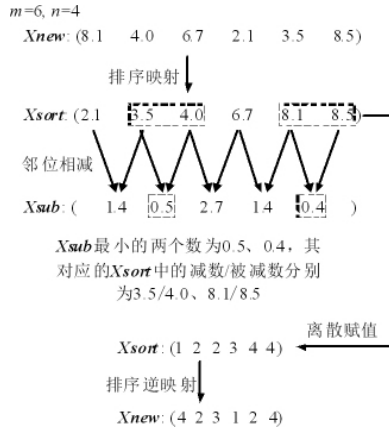 m=6, n=4
Xnew: (8.1 4.0 6.7 2.1 3.5 8.5)
排序映射
Xsort: (2.1 3.5 4.0 6.7 8.1 8.5)
邻位相减
Xsub: ( 1.4 0.5 2.7 1.4 0.4 )
Xsub最小的两个数为0.5、0.4，其
对应的Xsort中的减数/被减数分别
为3.5/4.0、8.1/8.5
离散赋值
Xsort: (1 2 2 3 4 4)
排序逆映射
Xnew: (4 2 3 1 2 4)